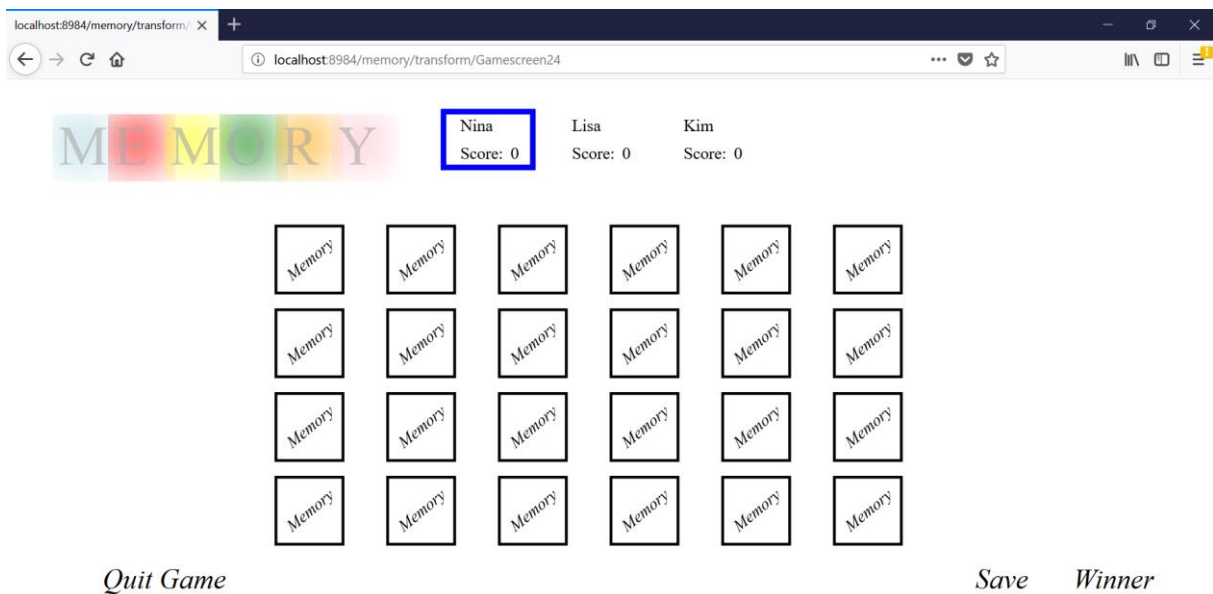 localhost:8984/memory/transform/
localhost:8984/memory/transform/Gamescreen24
MEMORY
Nina Lisa Kim
Score: 0 Score: 0 Score: 0
Memory Memory Memory Memory Memory Memory
Memory Memory Memory Memory Memory Memory
Memory Memory Memory Memory Memory Memory
Memory Memory Memory Memory Memory Memory
Quit Game Save Winner